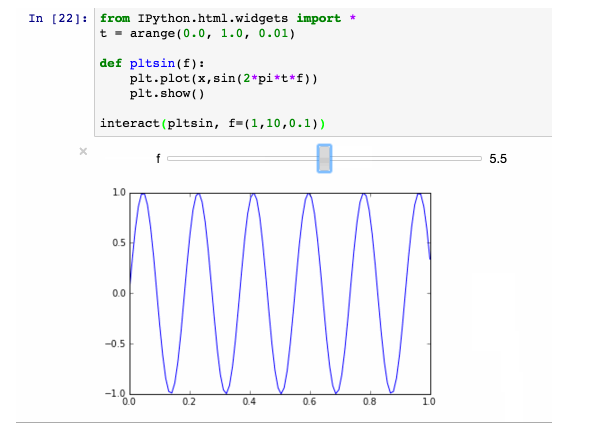 In [22]: from IPython.html.widgets import *
t = arange(0.0, 1.0, 0.01)
def pltsin(f):
plt.plot(x,sin(2*pi*t*f))
plt.show()
interact(pltsin, f=(1,10,0.1))
×
f 5.5
1.0
0.5
0.0
−0.5
−1.0
0.0 0.2 0.4 0.6 0.8 1.0